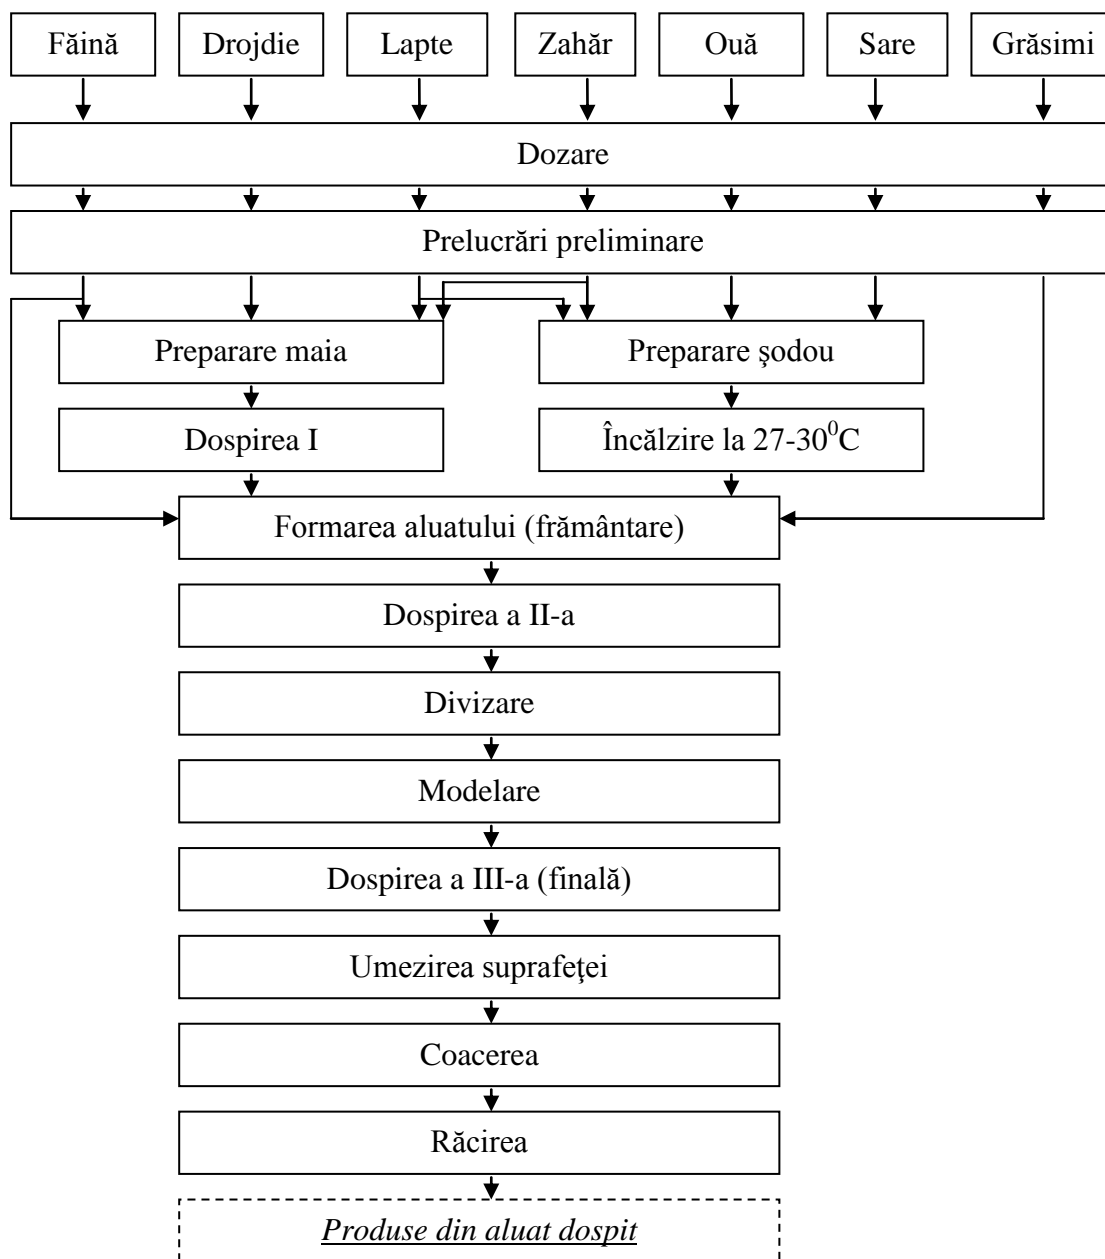 Făină Drojdie Lapte Zahăr Ouă Sare Grăsimi
Dozare
Prelucrări preliminare
Preparare maia Preparare şodou
Dospirea I Încălzire la 27-30⁰C
Formarea aluatului (frământare)
Dospirea a II-a
Divizare
Modelare
Dospirea a III-a (finală)
Umezirea suprafeţei
Coacerea
Răcirea
Produse din aluat dospit